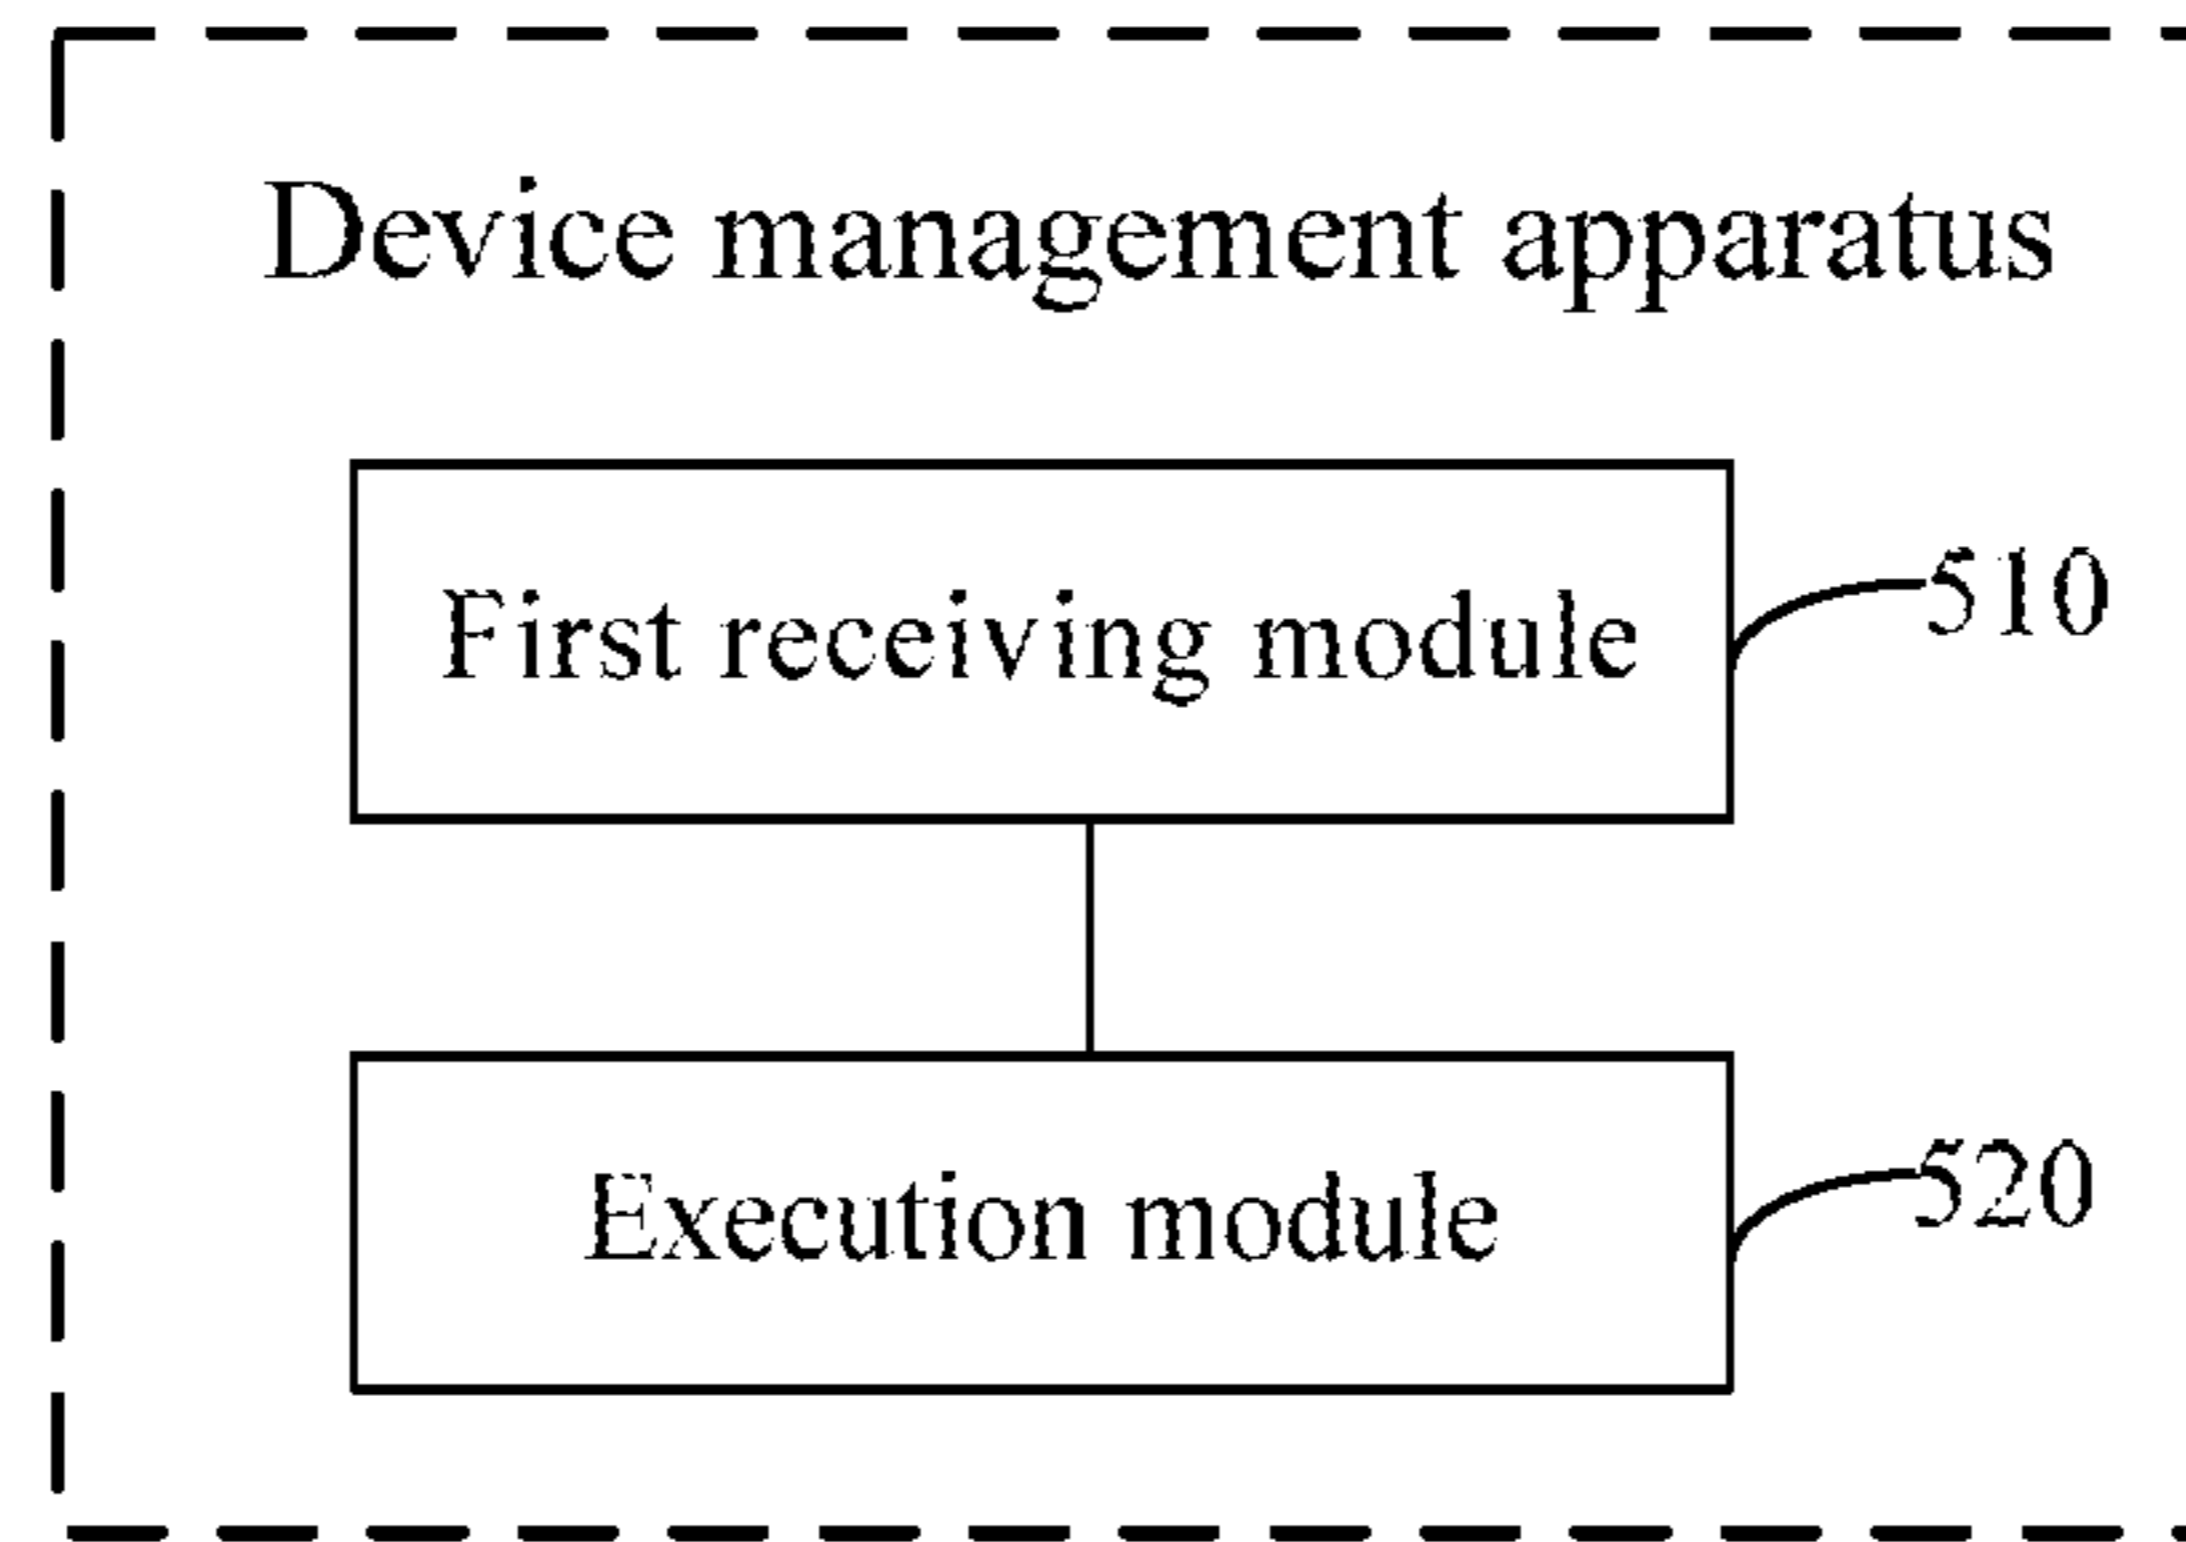 Device management apparatus
First receiving module
510
Execution module
520